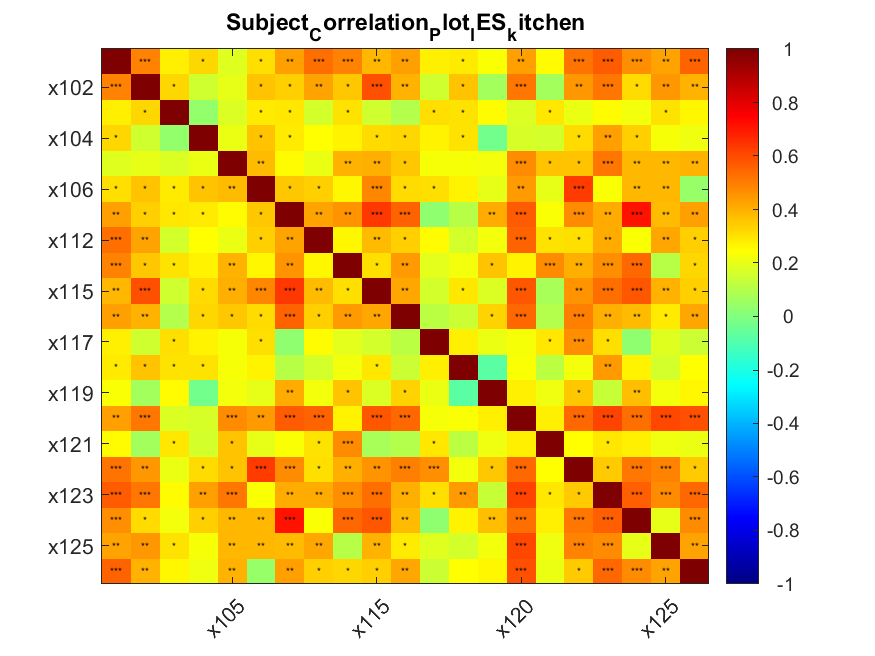 Subject_Correlation_Plot_IES_kitchen
x102
x104
x106
x112
x115
x117
x119
x121
x123
x125
x105
x115
x120
x125
1
0.8
0.6
0.4
0.2
0
-0.2
-0.4
-0.6
-0.8
-1